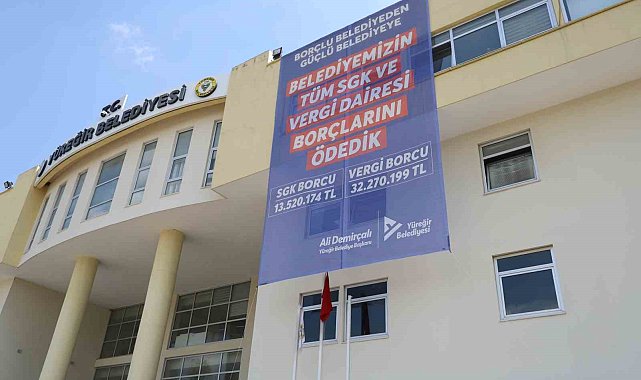 T.C.
YÜREĞİR BELEDİYESİ
BORÇLU BELEDİYEDEN
GÜÇLÜ BELEDİYEYE
BELEDİYEMİZİN
TÜM SGK VE
VERGİ DAİRESİ
BORÇLARINI
ÖDEDİK
SGK BORCU
13.520.174 TL
VERGİ BORCU
32.270.199 TL
Ali Demirçalı
Yüreğir Belediye Başkanı
Yüreğir
Belediyesi